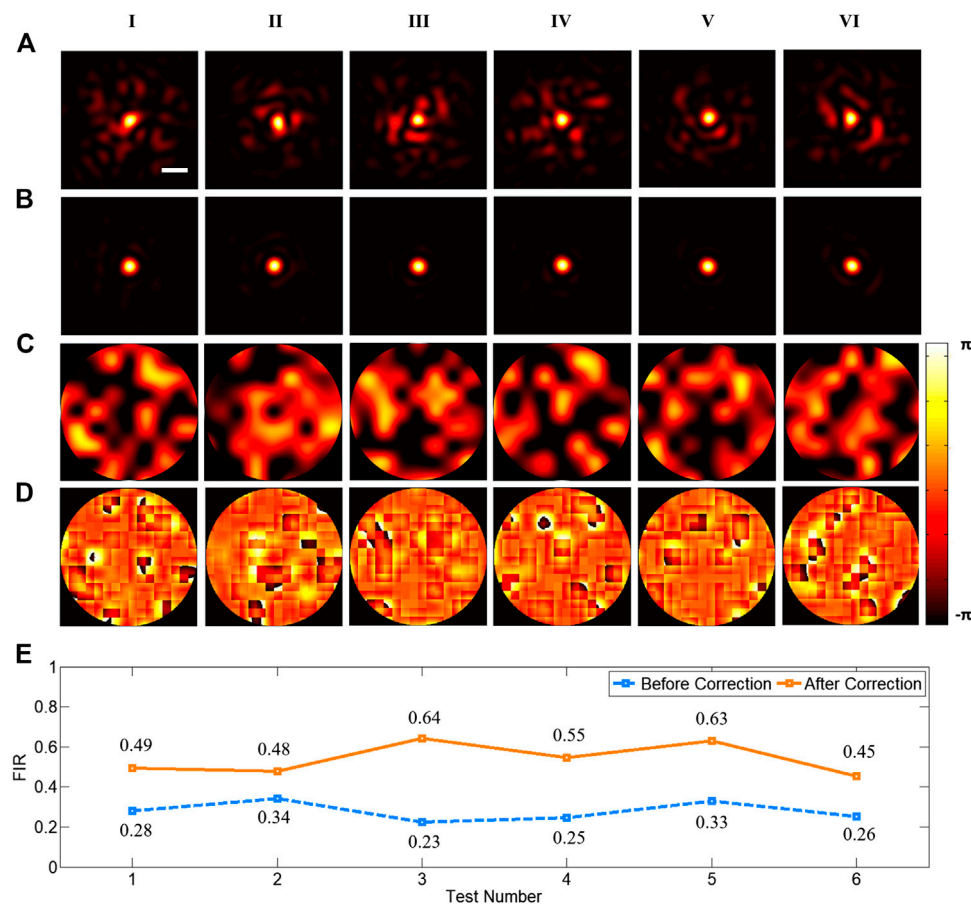 I II III IV V VI
A
B
C
π
D
-π
E
1
Before Correction After Correction
0.8
0.64 0.63
0.55
0.49 0.48 0.45
0.6
FIR
0.4
0.28 0.34 0.23 0.25 0.33 0.26
0.2
0
1 2 3 4 5 6
Test Number